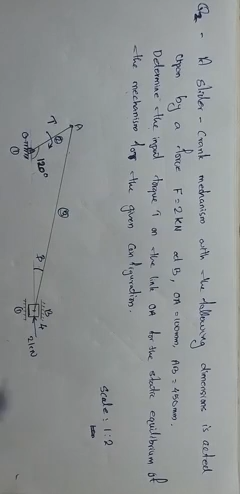 Q2 - A slider - Crank mechanism with the following dimensions is acted
upon by a force F = 2 KN at B, OA = 100mm, AB = 450mm.
Determine the input torque T on the link OA for the static equilibrium of
the mechanism for the given configuration.
Scale: 1:2
A
T
②
120°
O
①
③
β
B
4
2KN
①